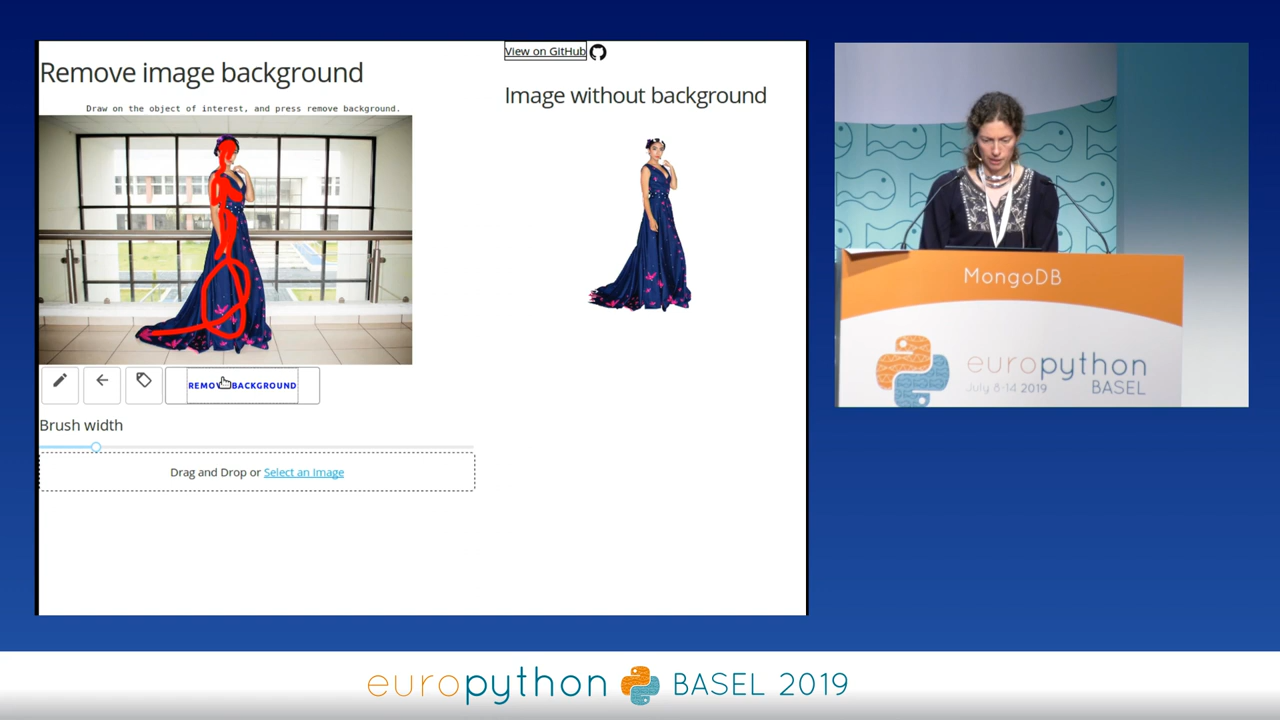 View on GitHub
Remove image background
Image without background
Draw on the object of interest, and press remove background.
REMOVE BACKGROUND
Brush width
Drag and Drop or Select an Image
MongoDB
europython
July 8-14 2019
BASEL
europython BASEL 2019